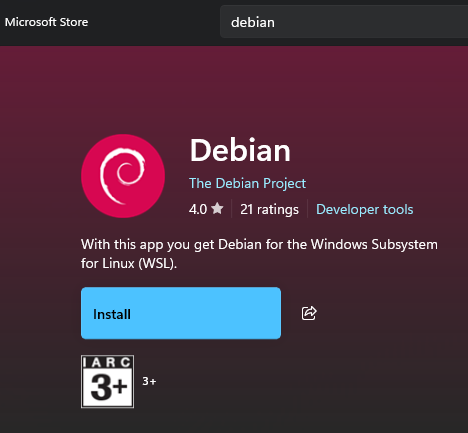 Microsoft Store
debian
Debian
The Debian Project
4.0 ★ 21 ratings Developer tools
With this app you get Debian for the Windows Subsystem
for Linux (WSL).
Install
IARC
3+
3+